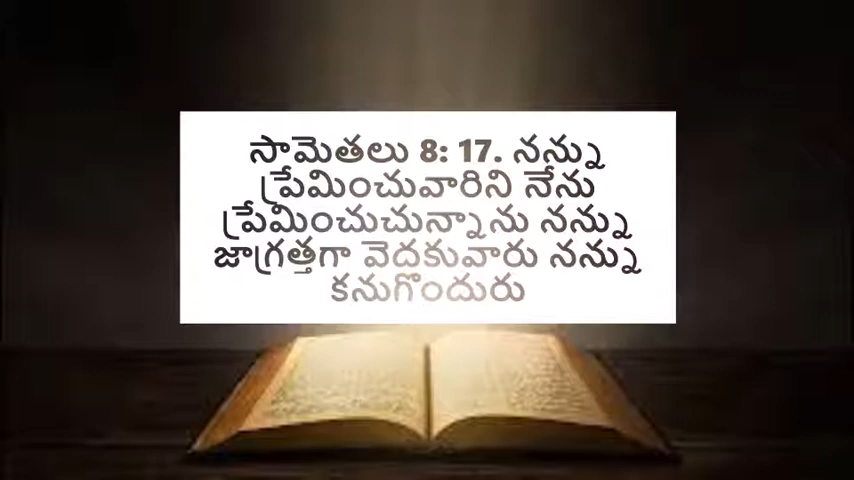 సామెతలు 8: 17. నన్ను
ప్రేమించువారిని నేను
ప్రేమించుచున్నాను నన్ను
జాగ్రత్తగా వెదకువారు నన్ను
కనుగొందురు